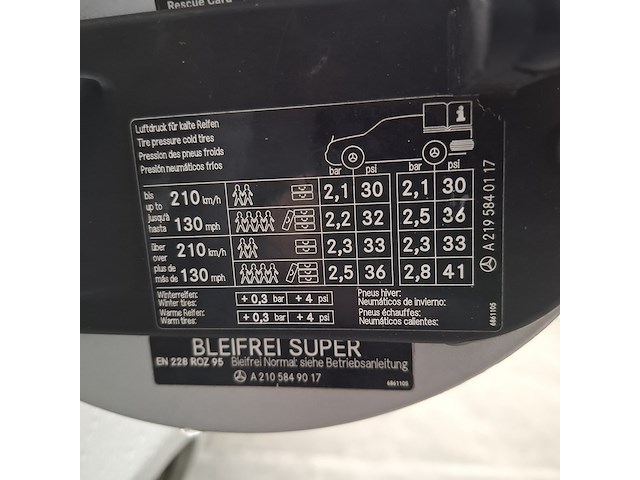 Rescue Card
Luftdruck für kalte Reifen
Tire pressure cold tires
Pression des pneus froids
Presión neumáticos fríos
i
bar psi bar psi
bis
up to
jusqu'à
hasta
210 km/h 2,1 30 2,1 30
130 mph 2,2 32 2,5 36
über
over
plus de
más de
210 km/h 2,3 33 2,3 33
130 mph 2,5 36 2,8 41
Winterreifen:
Winter tires: + 0,3 bar + 4 psi Pneus hiver:
Neumáticos de invierno:
Warme Reifen:
Warm tires: + 0,3 bar + 4 psi Pneus échauffes:
Neumáticos calientes:
A 219 584 01 17
6861105
BLEIFREI SUPER
EN 228 ROZ 95 Bleifrei Normal: siehe Betriebsanleitung
A 210 584 90 17
6861105